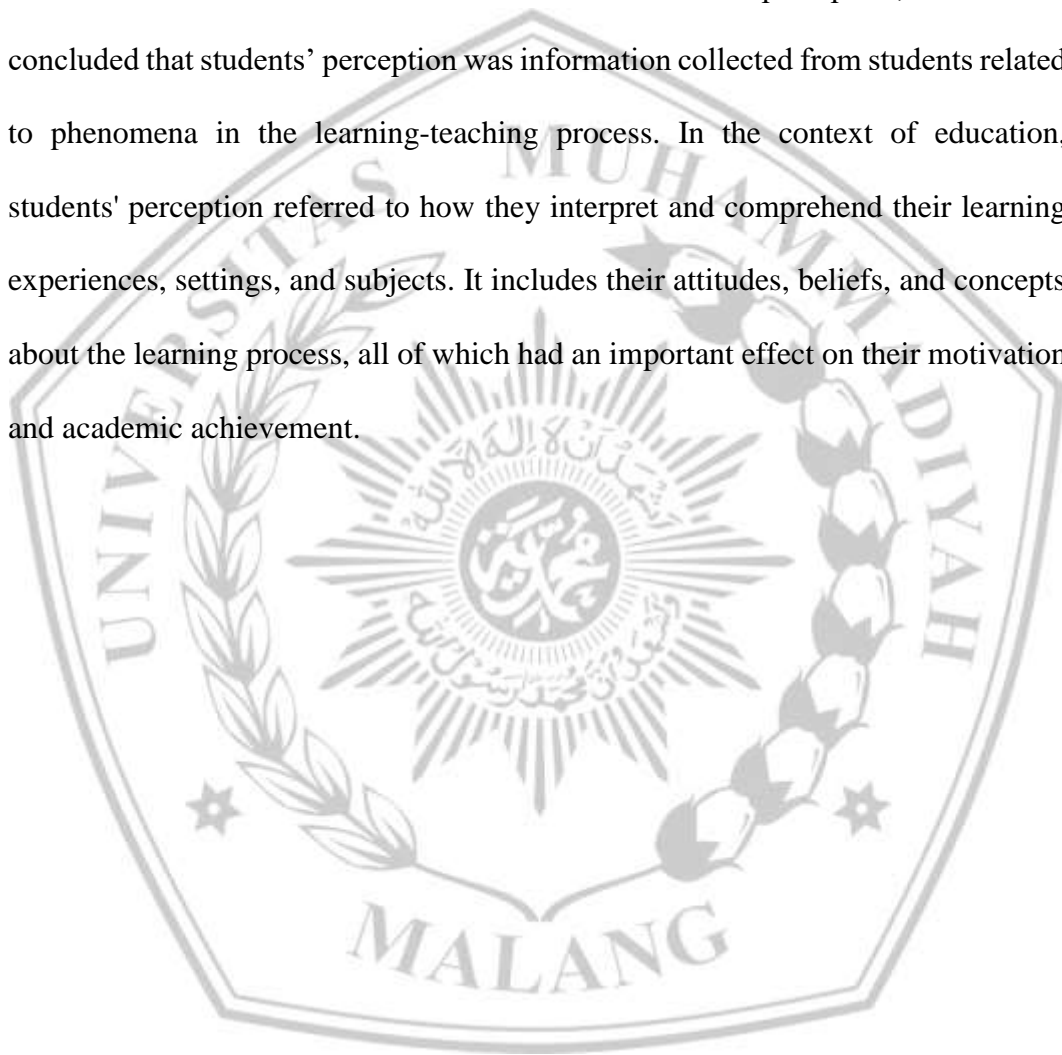 concluded that students’ perception was information collected from students related
to phenomena in the learning-teaching process. In the context of education,
students' perception referred to how they interpret and comprehend their learning
experiences, settings, and subjects. It includes their attitudes, beliefs, and concepts
about the learning process, all of which had an important effect on their motivation
and academic achievement.
UNIVERSITAS MUHAMMADIYAH
MALANG